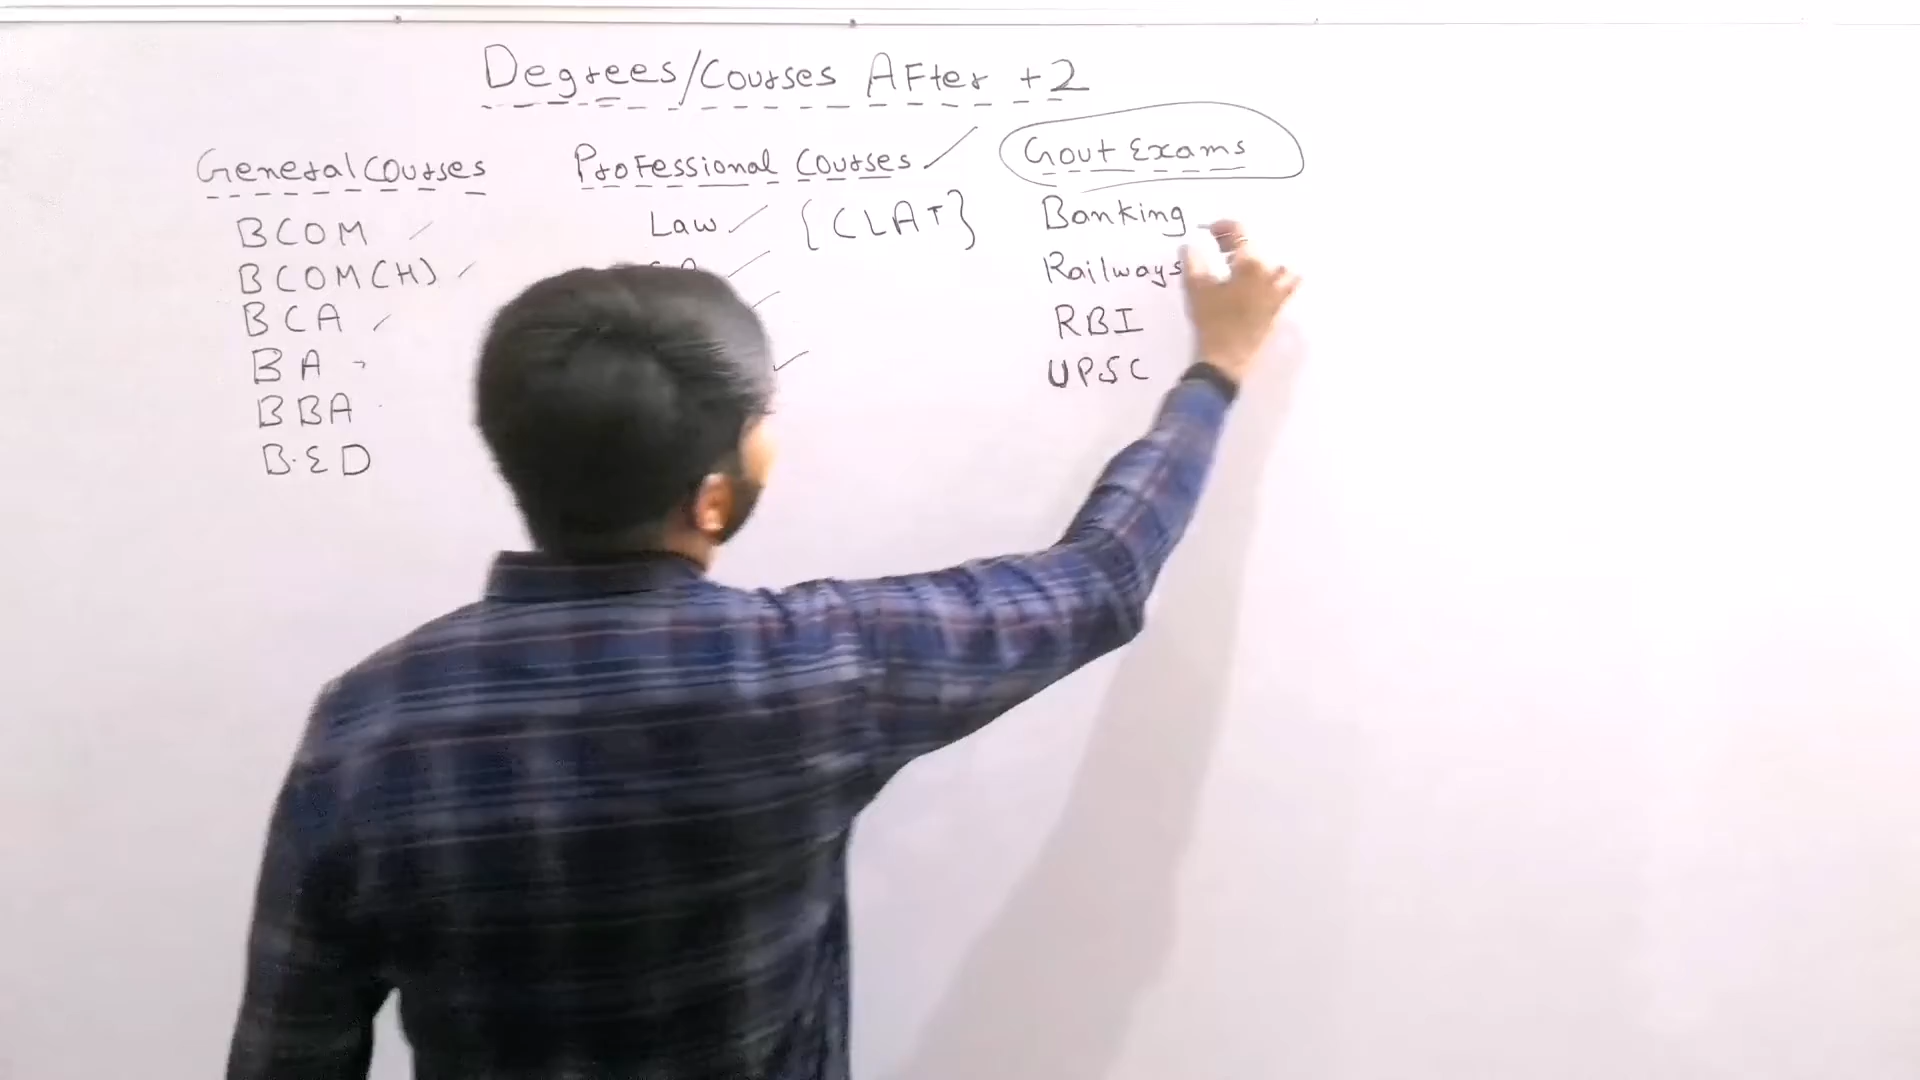 Degrees/Courses After +2
General Courses
BCOM
BCOM(H)
BCA
BA
BBA
B.ED
Professional Courses
Law {CLAT}
Govt Exams
Banking
Railways
RBI
UPSC